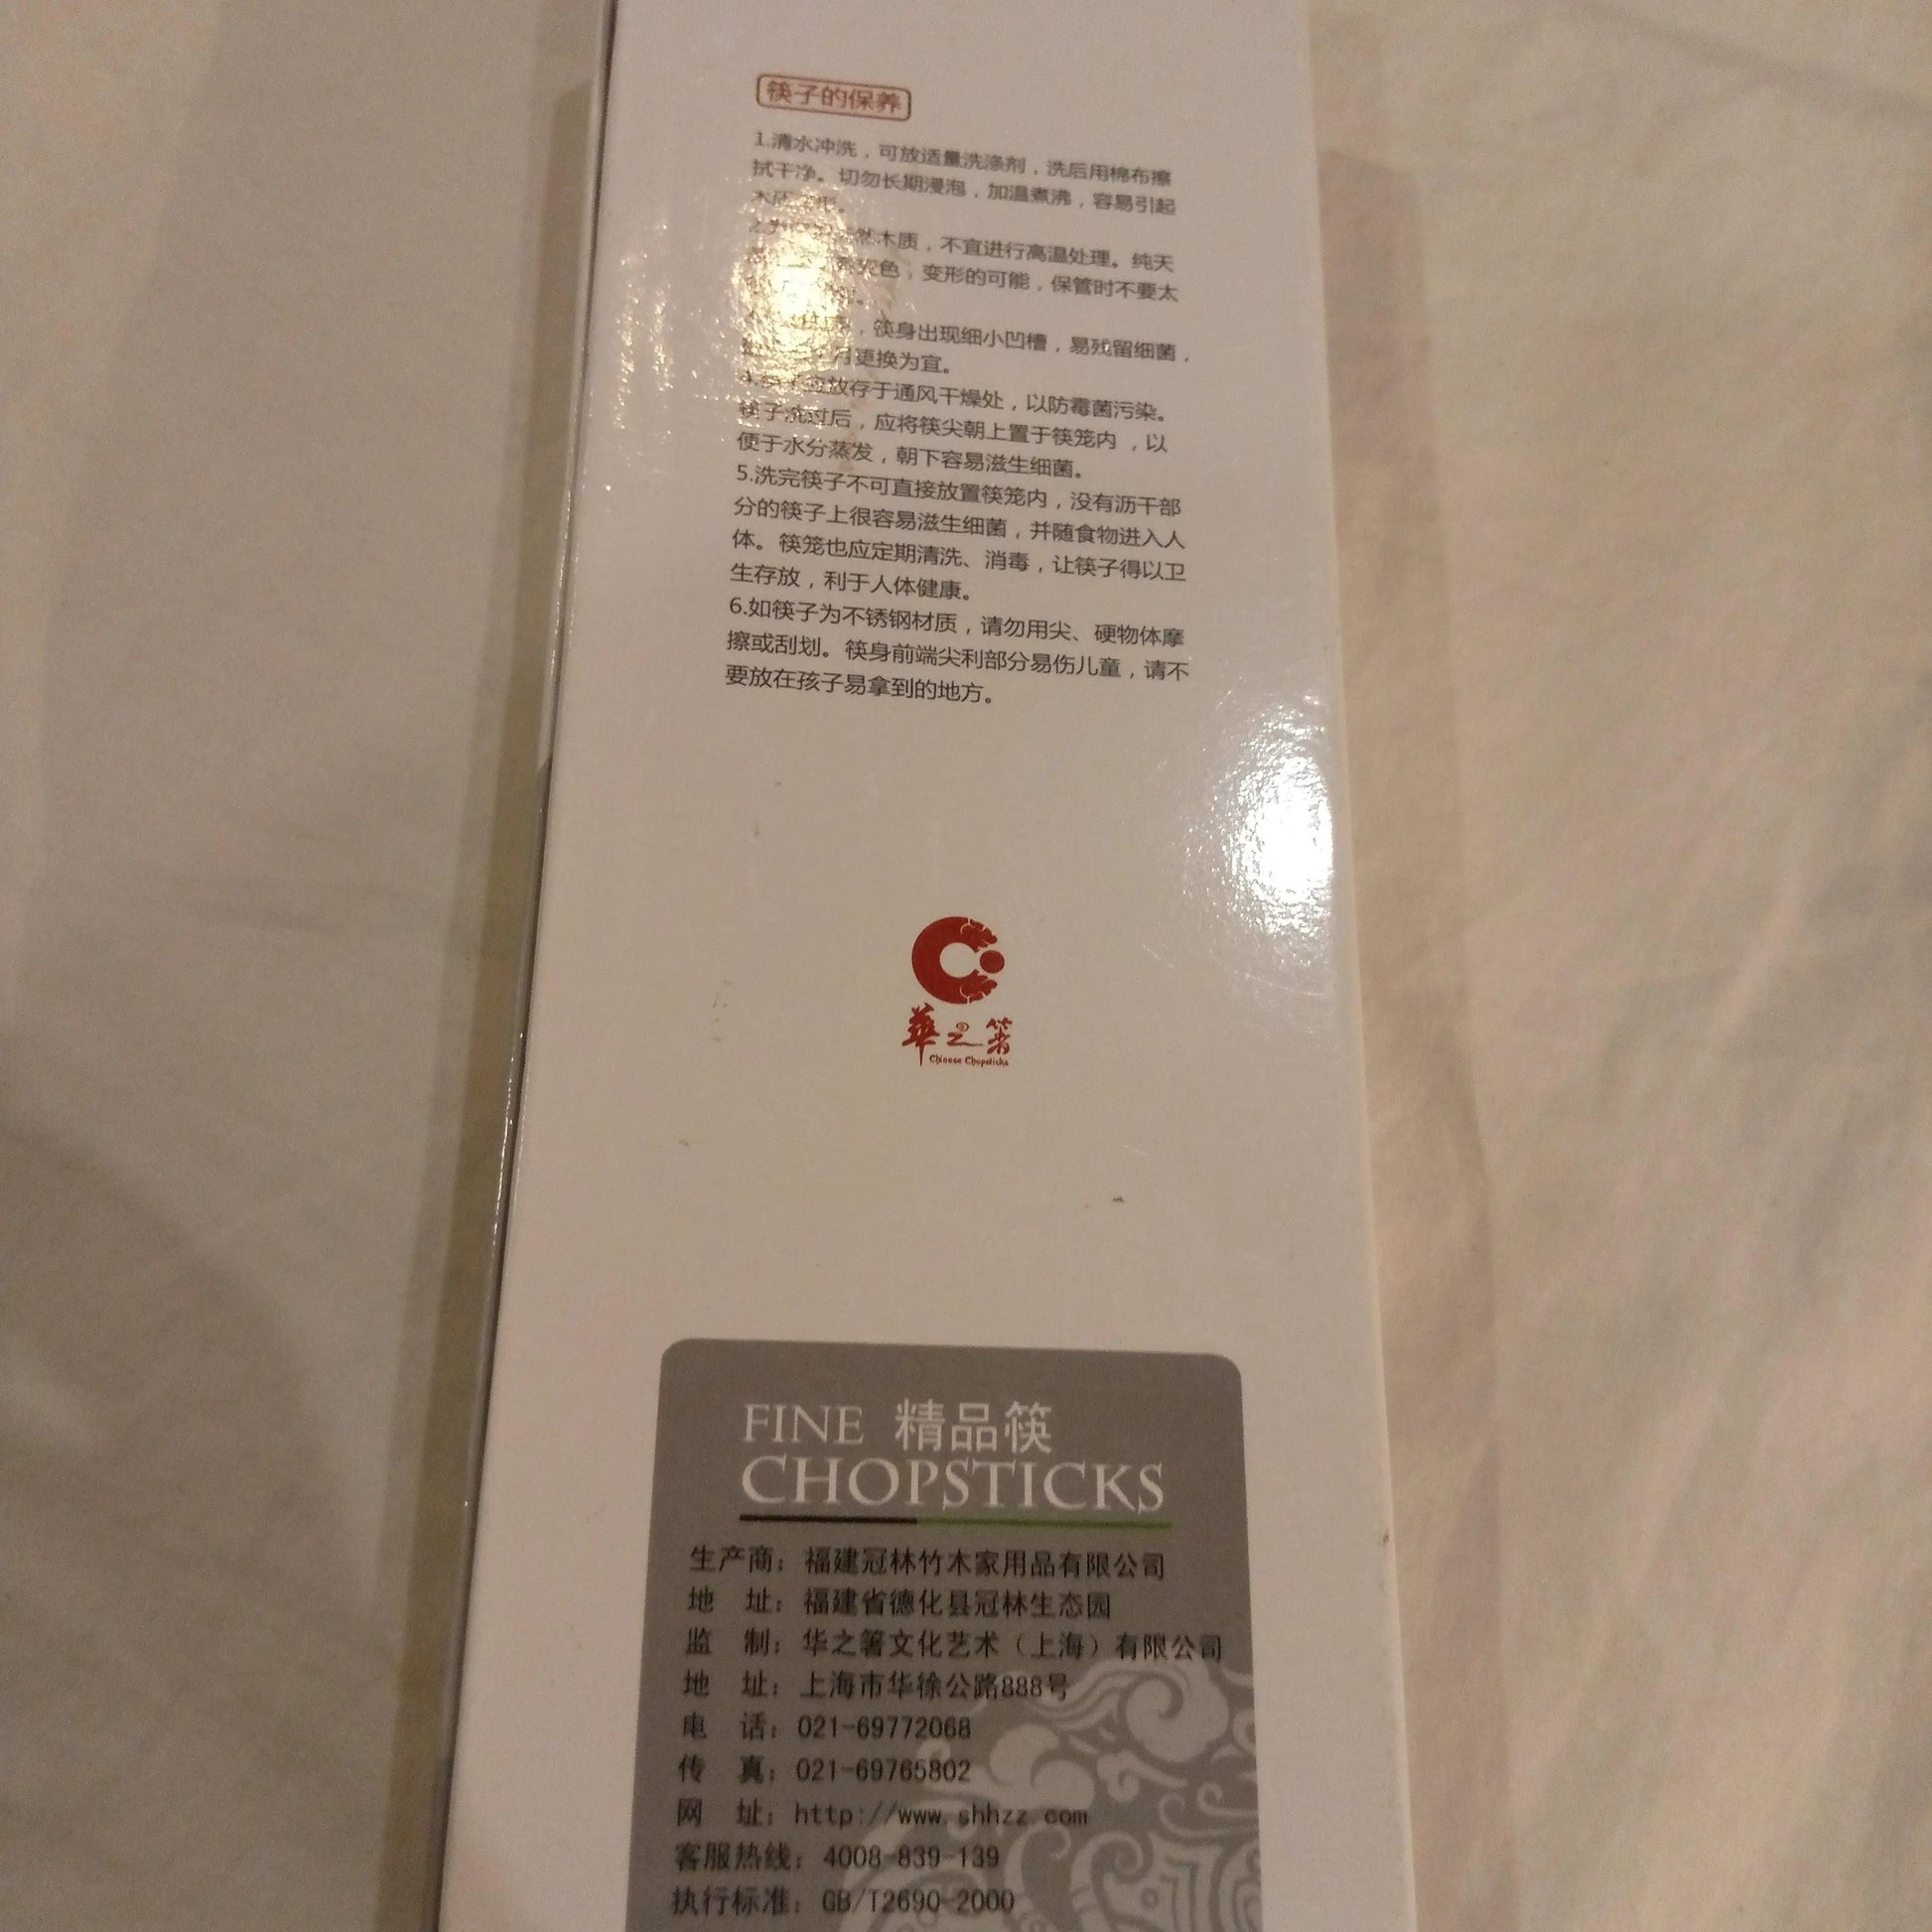 筷子的保养
1.清水冲洗，可放适量洗涤剂，洗后用棉布擦
拭干净。切勿长期浸泡，加温煮沸，容易引起
木质，不宜进行高温处理。纯天
色，变形的可能，保管时不要太
，筷身出现细小凹槽，易残留细菌，
月更换为宜。
应放存于通风干燥处，以防霉菌污染。
筷子洗过后，应将筷尖朝上置于筷笼内，以
便于水分蒸发，朝下容易滋生细菌。
5.洗完筷子不可直接放置筷笼内，没有沥干部
分的筷子上很容易滋生细菌，并随食物进入人
体。筷笼也应定期清洗、消毒，让筷子得以卫
生存放，利于人体健康。
6.如筷子为不锈钢材质，请勿用尖、硬物体摩
擦或刮划。筷身前端尖利部分易伤儿童，请不
要放在孩子易拿到的地方。
華之箸
Chinese Chopsticks
FINE 精品筷
CHOPSTICKS
生产商：福建冠林竹木家用品有限公司
地 址：福建省德化县冠林生态园
监 制：华之箸文化艺术（上海）有限公司
地 址：上海市华徐公路888号
电 话：021-69772068
传 真：021-69765802
网 址：http://www.shhzz.com
客服热线：4008-839-139
执行标准：GB/T2690-2000